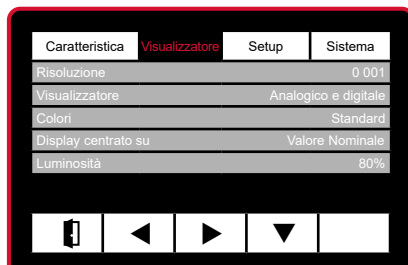 Caratteristica Visualizzatore Setup Sistema
Risoluzione 0 001
Visualizzatore Analogico e digitale
Colori Standard
Display centrato su Valore Nominale
Luminosità 80%